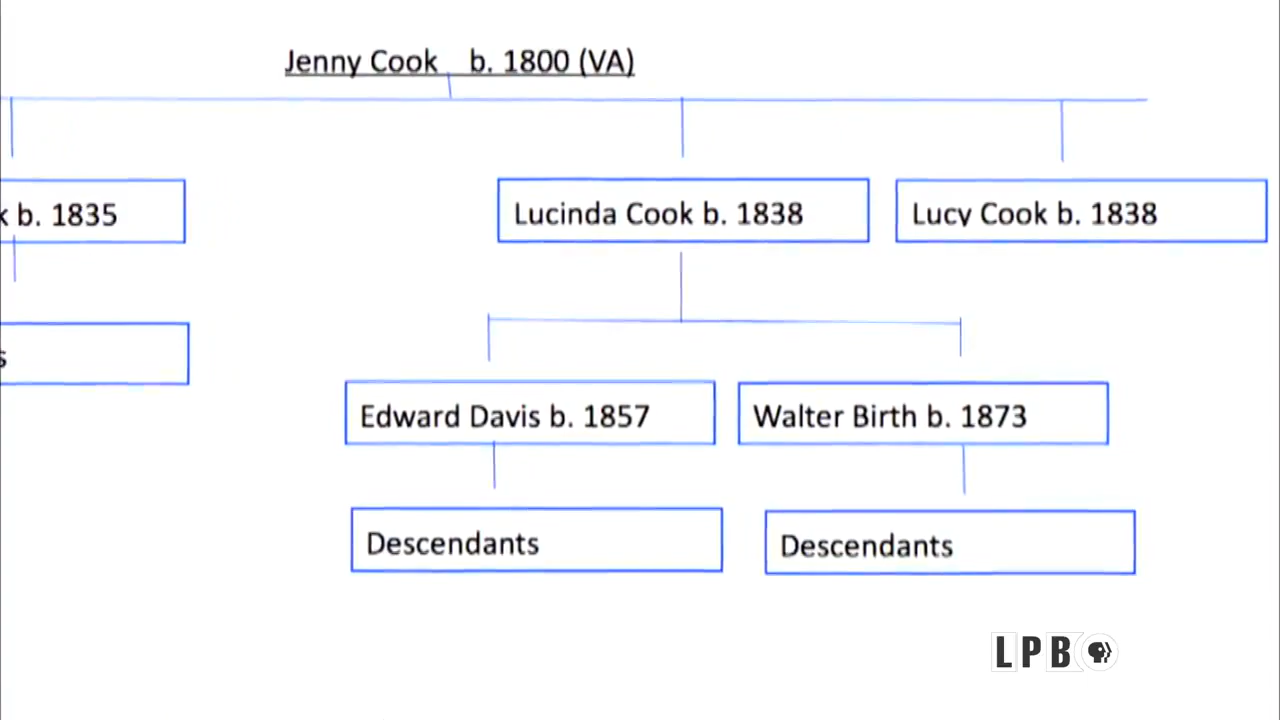 Jenny Cook b. 1800 (VA)
k b. 1835
Lucinda Cook b. 1838
Lucy Cook b. 1838
s
Edward Davis b. 1857
Walter Birth b. 1873
Descendants
Descendants
LPB